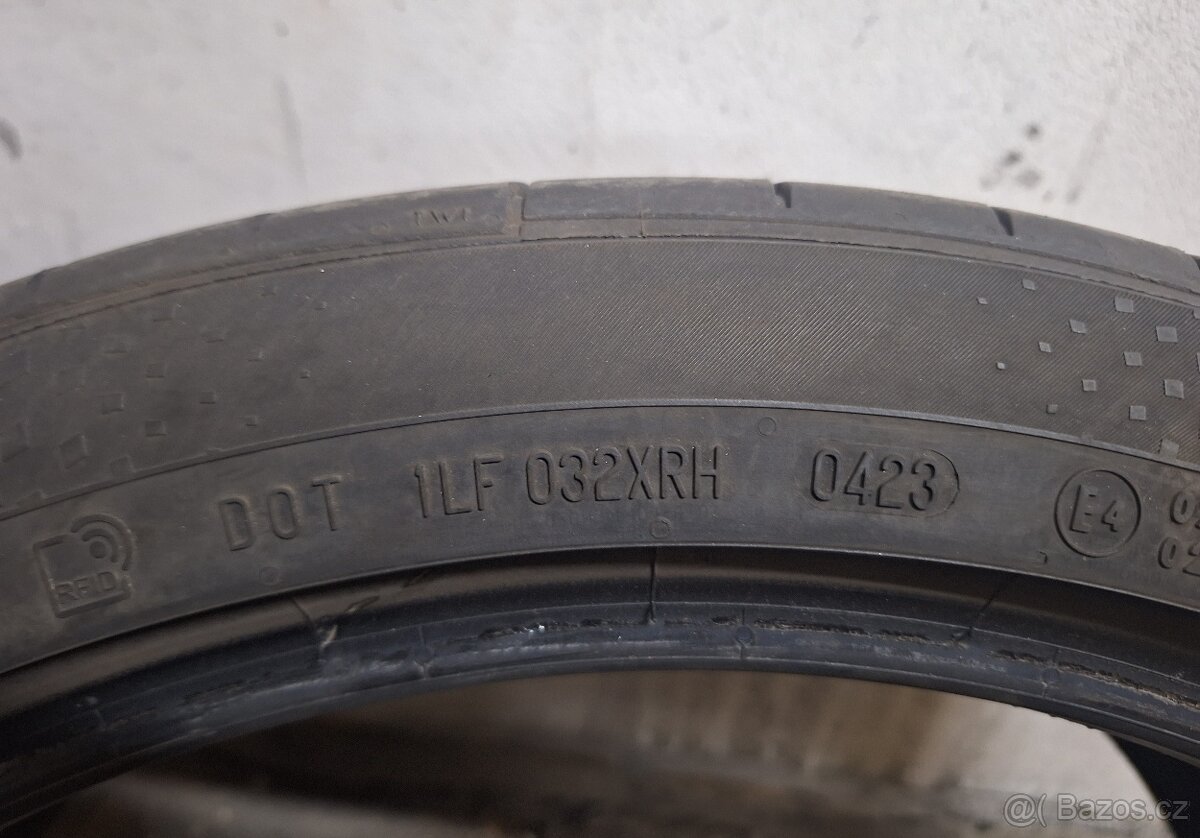 TWI
DOT 1LF 032XRH 0423
E4
RFID
@( Bazos.cz